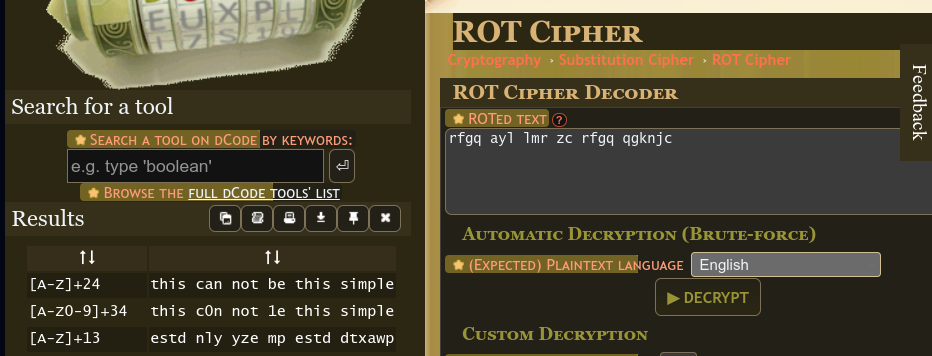 EUXPL
Search for a tool
SEARCH A TOOL ON DCODE BY KEYWORDS:
e.g. type 'boolean'
BROWSE THE FULL DCODE TOOLS' LIST
Results
[A-Z]+24 this can not be this simple
[A-Z0-9]+34 this c0n not 1e this simple
[A-Z]+13 estd nly yze mp estd dtxawp
ROT CIPHER
Cryptography › Substitution Cipher › ROT Cipher
ROT CIPHER DECODER
ROTED TEXT ?
rfgq ayl lmr zc rfgq qgknjc
AUTOMATIC DECRYPTION (BRUTE-FORCE)
(EXPECTED) PLAINTEXT LANGUAGE English
▶ DECRYPT
CUSTOM DECRYPTION
Feedback